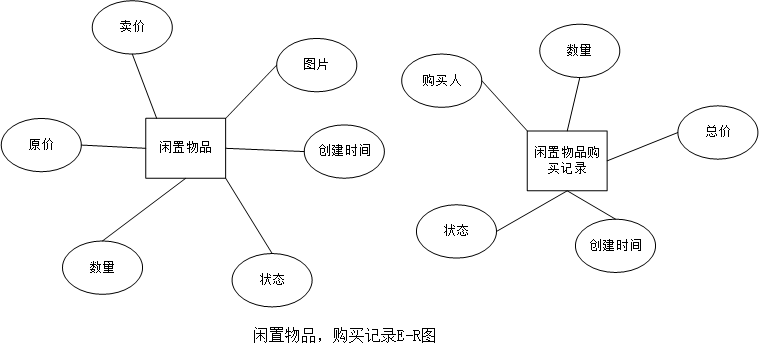 卖价
图片
原价
闲置物品
创建时间
数量
状态
数量
购买人
总价
闲置物品购
买记录
状态
创建时间
闲置物品，购买记录E-R图